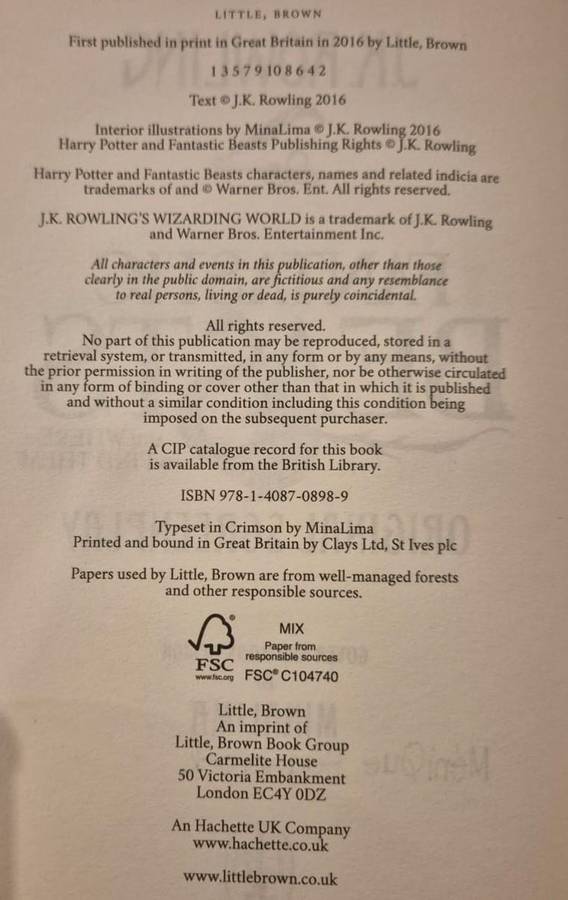 LITTLE, BROWN
First published in print in Great Britain in 2016 by Little, Brown
1 3 5 7 9 10 8 6 4 2
Text © J.K. Rowling 2016
Interior illustrations by MinaLima © J.K. Rowling 2016
Harry Potter and Fantastic Beasts Publishing Rights © J.K. Rowling
Harry Potter and Fantastic Beasts characters, names and related indicia are
trademarks of and © Warner Bros. Ent. All rights reserved.
J.K. ROWLING'S WIZARDING WORLD is a trademark of J.K. Rowling
and Warner Bros. Entertainment Inc.
All characters and events in this publication, other than those
clearly in the public domain, are fictitious and any resemblance
to real persons, living or dead, is purely coincidental.
All rights reserved.
No part of this publication may be reproduced, stored in a
retrieval system, or transmitted, in any form or by any means, without
the prior permission in writing of the publisher, nor be otherwise circulated
in any form of binding or cover other than that in which it is published
and without a similar condition including this condition being
imposed on the subsequent purchaser.
A CIP catalogue record for this book
is available from the British Library.
ISBN 978-1-4087-0898-9
Typeset in Crimson by MinaLima
Printed and bound in Great Britain by Clays Ltd, St Ives plc
Papers used by Little, Brown are from well-managed forests
and other responsible sources.
MIX
Paper from
responsible sources
FSC® C104740
FSC
www.fsc.org
Little, Brown
An imprint of
Little, Brown Book Group
Carmelite House
50 Victoria Embankment
London EC4Y 0DZ
An Hachette UK Company
www.hachette.co.uk
www.littlebrown.co.uk